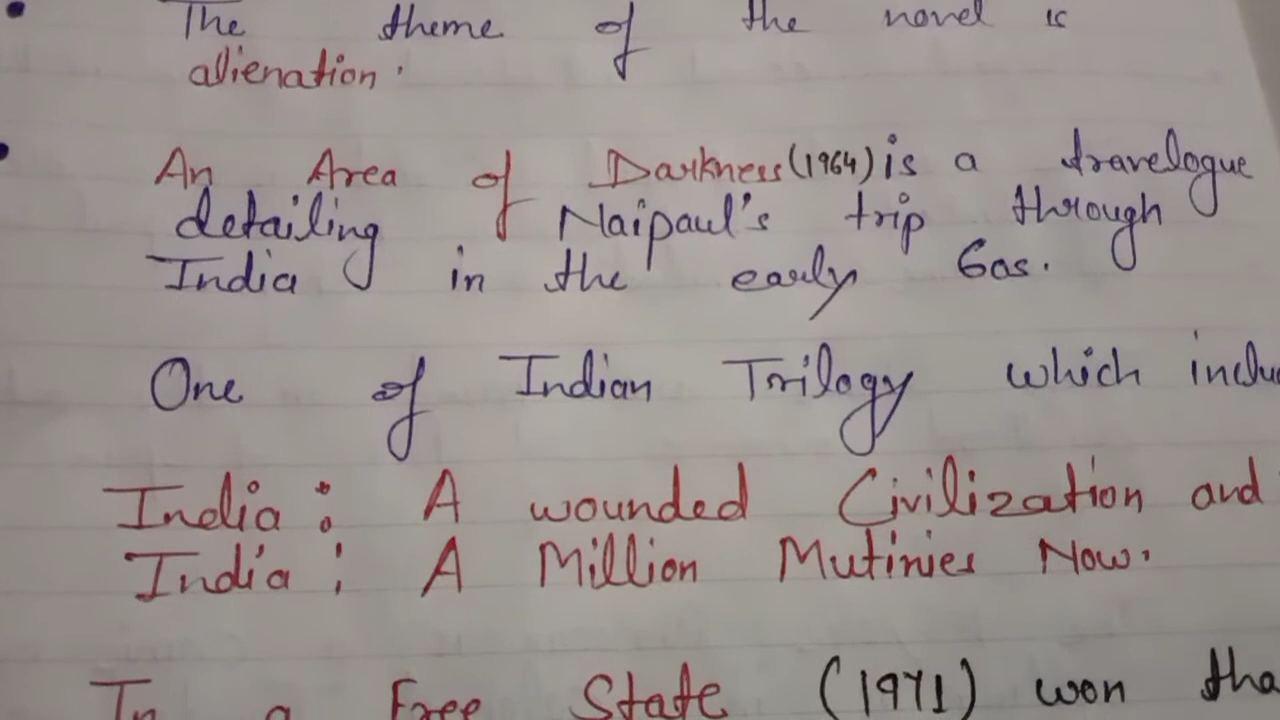 The theme of the novel is
alienation.
An Area of Darkness (1964) is a travelogue
detailing Naipaul's trip through
India in the early 60s.
One of Indian Trilogy which inclu
India : A wounded Civilization and
India : A Million Mutinies Now.
In a Free State (1971) won tha